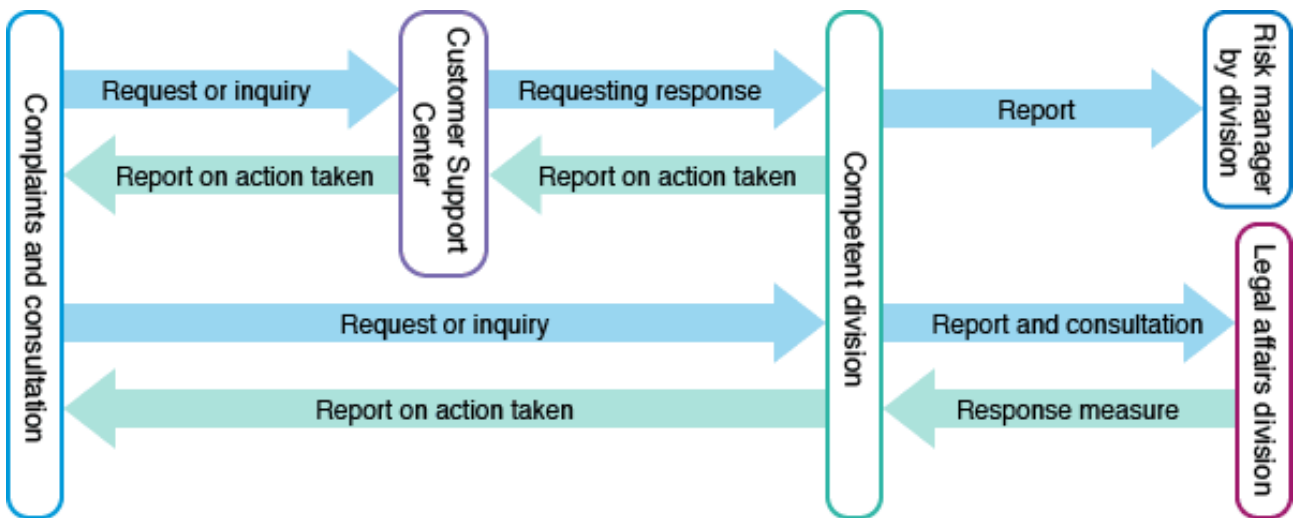 Complaints and consultation
Request or inquiry
Report on action taken
Customer Support
Center
Requesting response
Report on action taken
Request or inquiry
Report on action taken
Competent division
Report
Risk manager
by division
Report and consultation
Response measure
Legal affairs division